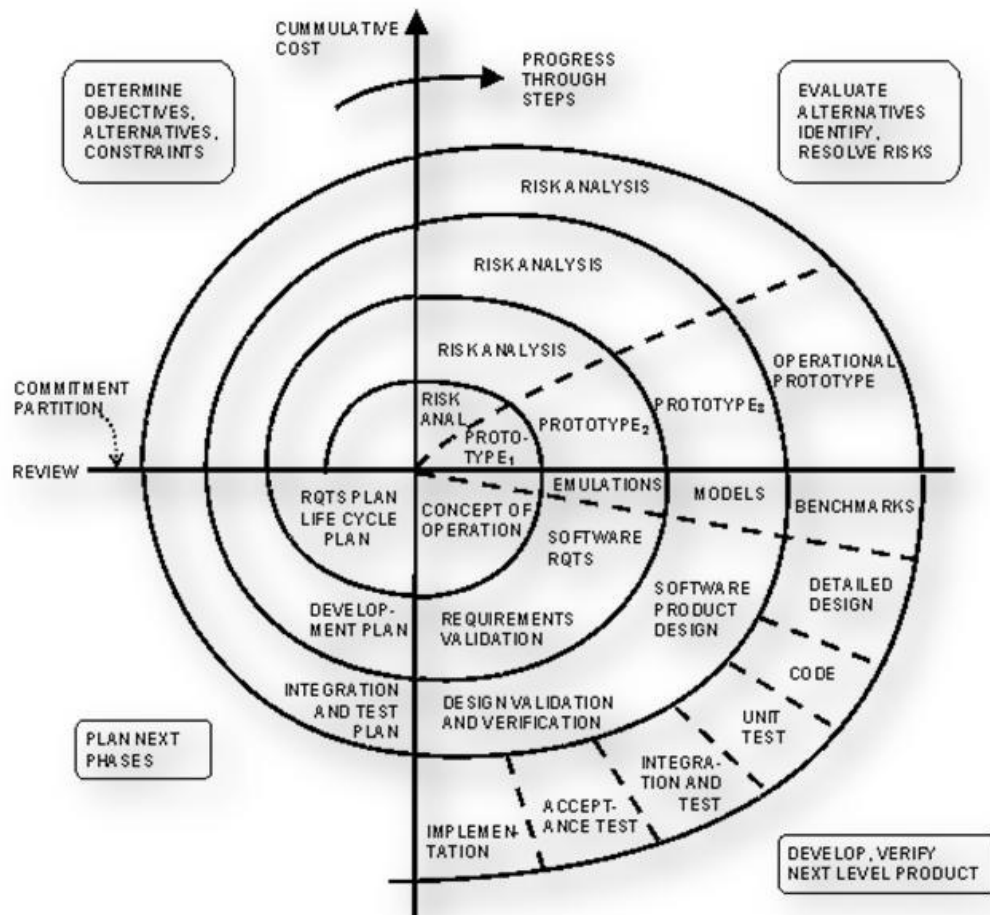 CUMMULATIVE
COST
PROGRESS
THROUGH
STEPS
DETERMINE
OBJECTIVES,
ALTERNATIVES,
CONSTRAINTS
EVALUATE
ALTERNATIVES
IDENTIFY,
RESOLVE RISKS
RISK ANALYSIS
RISK ANALYSIS
RISK ANALYSIS
RISK
ANAL
PROTO-
TYPE1
PROTOTYPE2
PROTOTYPE3
OPERATIONAL
PROTOTYPE
COMMITMENT
PARTITION
REVIEW
RQTS PLAN
LIFE CYCLE
PLAN
CONCEPT OF
OPERATION
EMULATIONS
MODELS
BENCHMARKS
SOFTWARE
RQTS
SOFTWARE
PRODUCT
DESIGN
DETAILED
DESIGN
DEVELOP-
MENT PLAN
REQUIREMENTS
VALIDATION
CODE
INTEGRATION
AND TEST
PLAN
DESIGN VALIDATION
AND VERIFICATION
UNIT
TEST
INTEGRA-
TION AND
TEST
ACCEPT-
ANCE TEST
IMPLEMEN-
TATION
PLAN NEXT
PHASES
DEVELOP, VERIFY
NEXT LEVEL PRODUCT